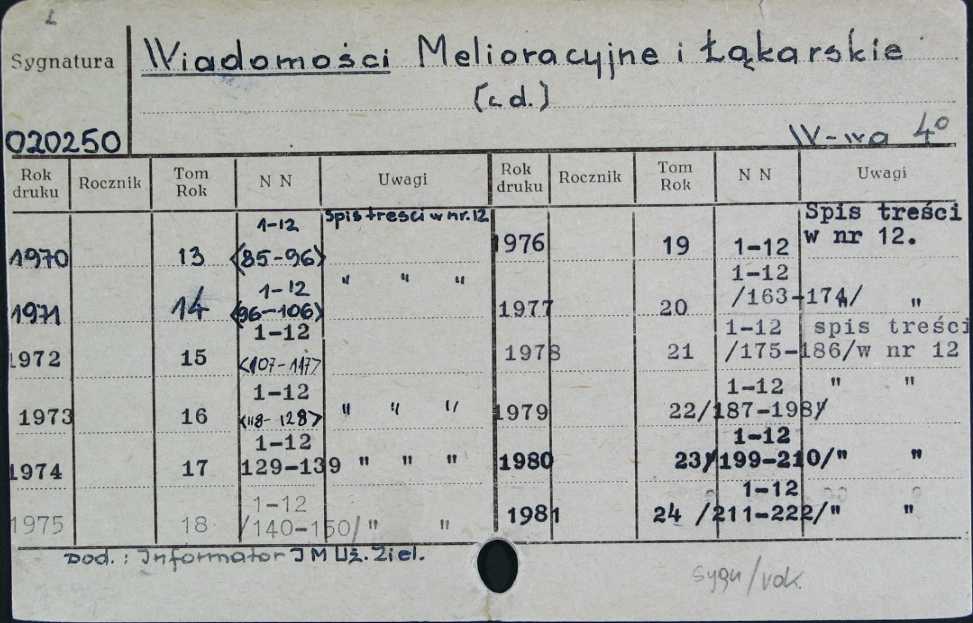 Sygnatura
Wiadomości Melioracyjne i Łąkarskie
(c d.)
020250
W-wa 4°
Rok druku Rocznik Tom Rok N N Uwagi
1970 13 1-12 <85-96> Spis treści w nr. 12
1971 14 1-12 <96-106> " " "
1972 15 1-12 <107-117>
1973 16 1-12 <118-128> " " "
1974 17 1-12 129-139 " " "
1975 18 1-12 /140-150/ " "
Rok druku Rocznik Tom Rok N N Uwagi
1976 19 1-12 Spis treści w nr 12.
1977 20 1-12 /163-174/ " "
1978 21 1-12 /175-186/ spis treści w nr 12
1979 22 1-12 /187-198/ " "
1980 23 1-12 /199-210/ " "
1981 24 1-12 /211-222/ " "
Dod.: Informator IM Uż. Ziel.
sygn/rok.